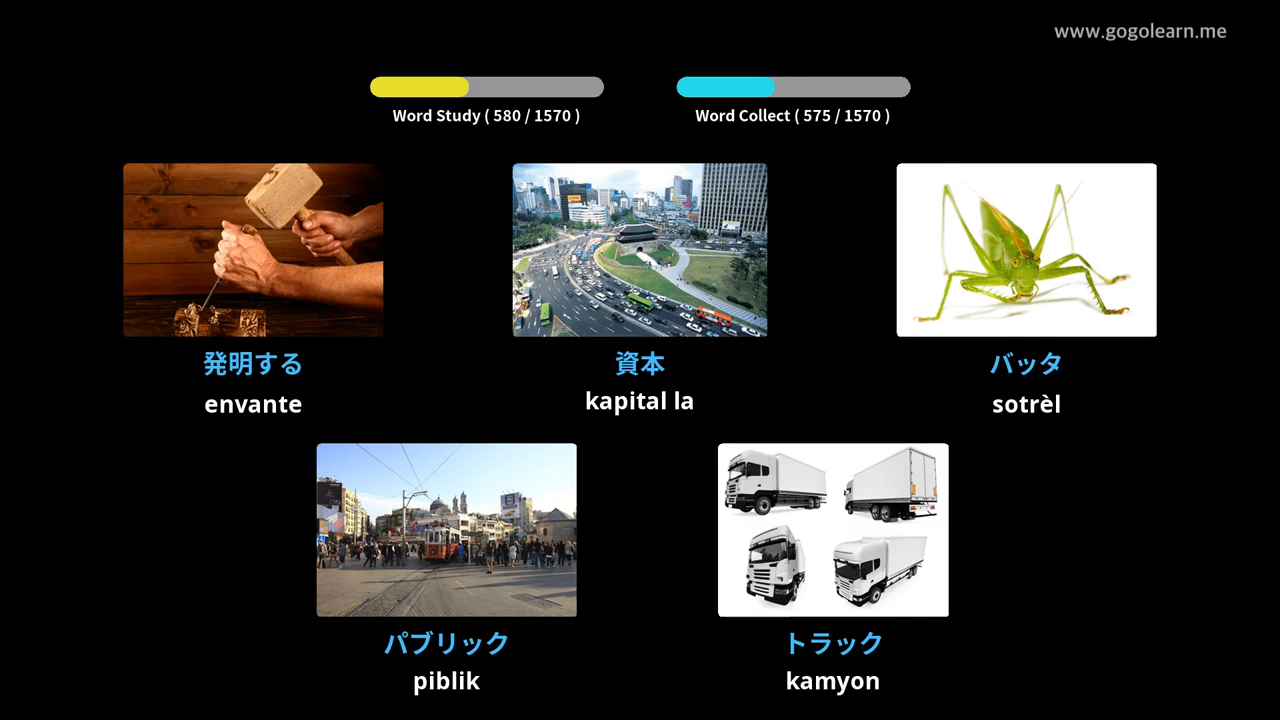 www.gogolearn.me
Word Study ( 580 / 1570 )
Word Collect ( 575 / 1570 )
発明する
envante
資本
kapital la
バッタ
sotrèl
パブリック
piblik
トラック
kamyon